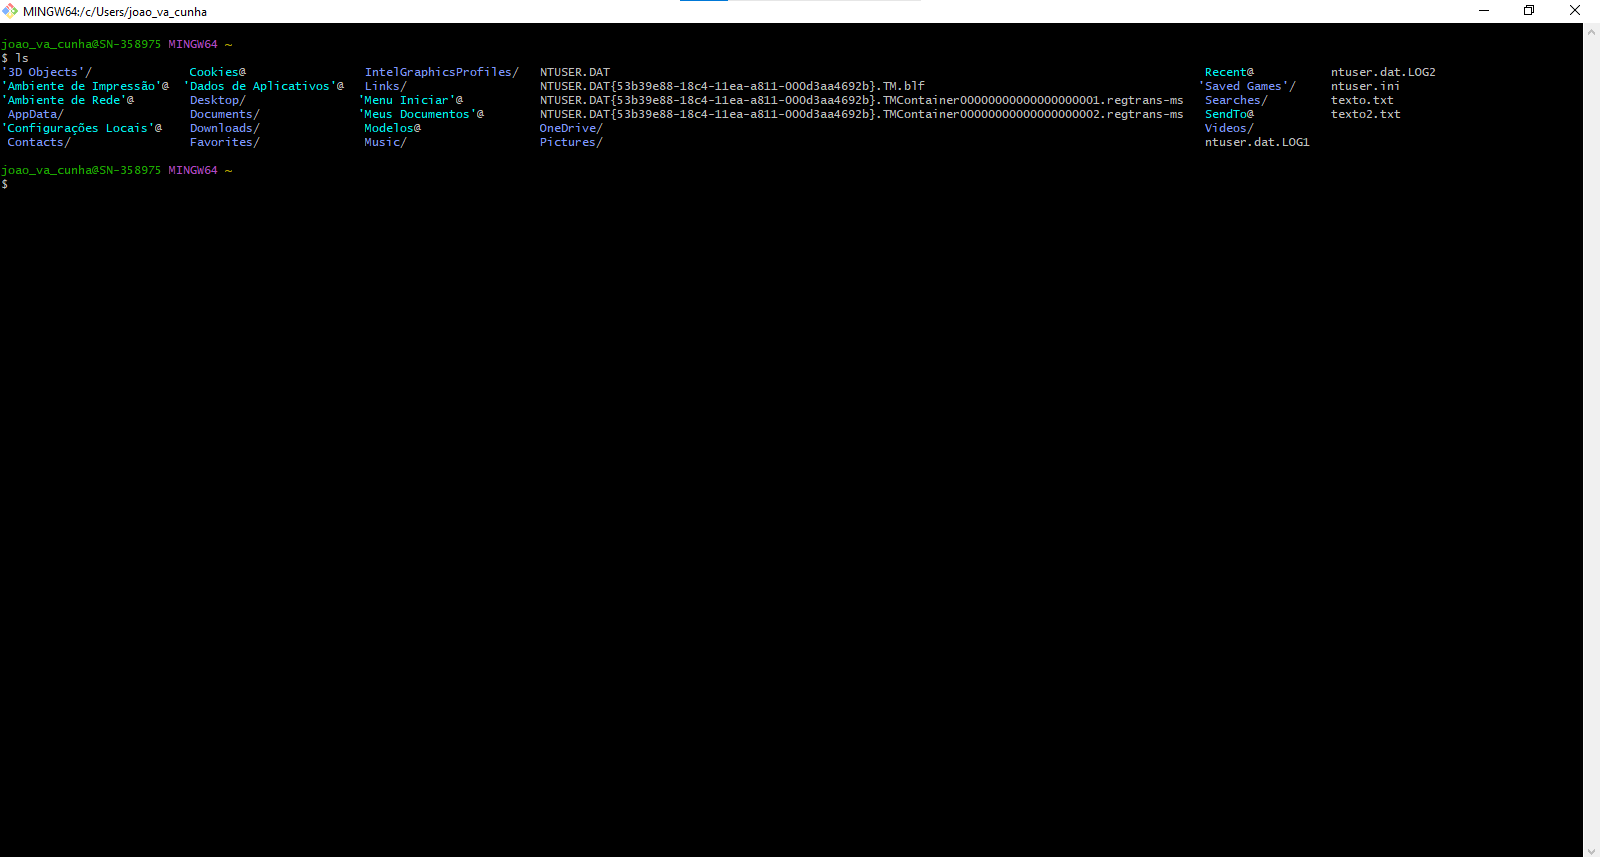 MINGW64:/c/Users/joao_va_cunha
joao_va_cunha@SN-358975 MINGW64 ~
$ ls
'3D Objects'/ Cookies@ IntelGraphicsProfiles/ NTUSER.DAT Recent@ ntuser.dat.LOG2
'Ambiente de Impressão'@ 'Dados de Aplicativos'@ Links/ NTUSER.DAT{53b39e88-18c4-11ea-a811-000d3aa4692b}.TM.blf 'Saved Games'/ ntuser.ini
'Ambiente de Rede'@ Desktop/ 'Menu Iniciar'@ NTUSER.DAT{53b39e88-18c4-11ea-a811-000d3aa4692b}.TMContainer00000000000000000001.regtrans-ms Searches/ texto.txt
AppData/ Documents/ 'Meus Documentos'@ NTUSER.DAT{53b39e88-18c4-11ea-a811-000d3aa4692b}.TMContainer00000000000000000002.regtrans-ms SendTo@ texto2.txt
'Configurações Locais'@ Downloads/ Modelos@ OneDrive/ Videos/
Contacts/ Favorites/ Music/ Pictures/ ntuser.dat.LOG1
joao_va_cunha@SN-358975 MINGW64 ~
$